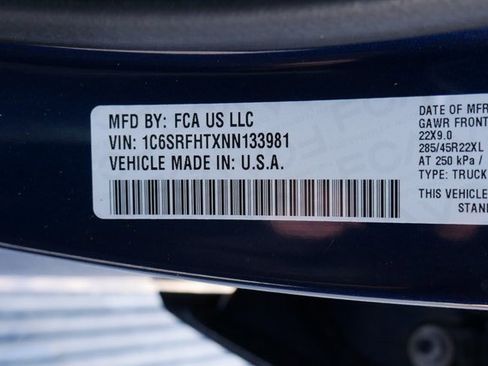 MFD BY: FCA US LLC
VIN: 1C6SRFHTXNN133981
VEHICLE MADE IN: U.S.A.
DATE OF MFR
GAWR FRONT
22X9.0
285/45R22XL
AT 250 kPa /
TYPE: TRUCK
THIS VEHICLE
STAN